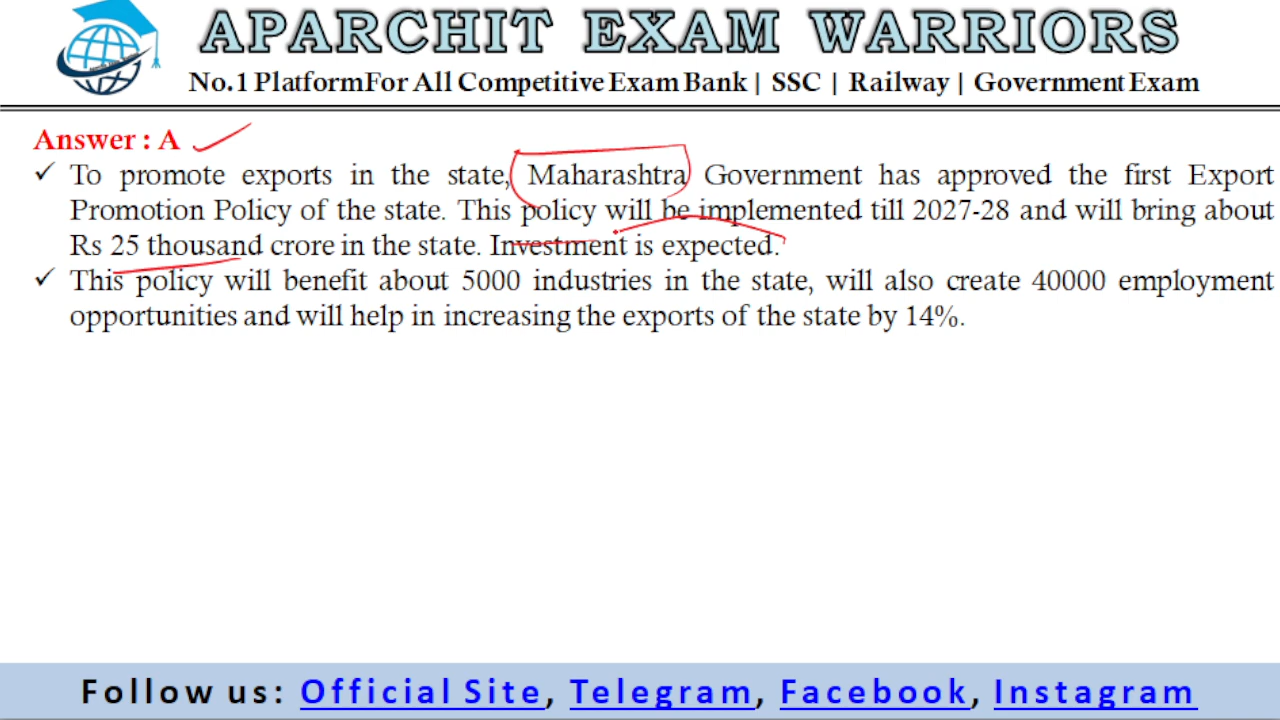 APARCHIT EXAM WARRIORS
No.1 PlatformFor All Competitive Exam Bank | SSC | Railway | Government Exam
Answer : A
✓ To promote exports in the state, Maharashtra Government has approved the first Export
Promotion Policy of the state. This policy will be implemented till 2027-28 and will bring about
Rs 25 thousand crore in the state. Investment is expected.
✓ This policy will benefit about 5000 industries in the state, will also create 40000 employment
opportunities and will help in increasing the exports of the state by 14%.
Follow us: Official Site, Telegram, Facebook, Instagram